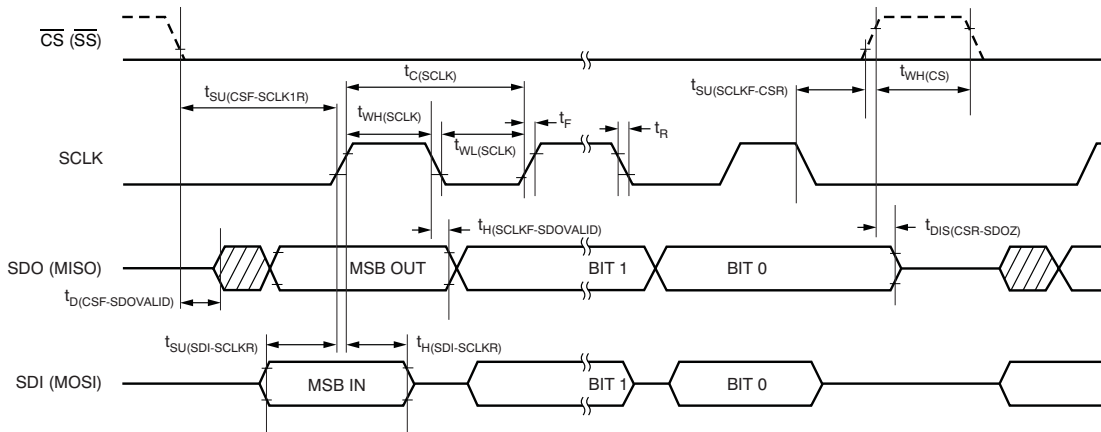 CS (SS)
tC(SCLK)
tWH(CS)
tSU(CSF-SCLK1R)
tSU(SCLKF-CSR)
tWH(SCLK)
tF
tR
tWL(SCLK)
SCLK
tH(SCLKF-SDOVALID)
tDIS(CSR-SDOZ)
SDO (MISO)
MSB OUT
BIT 1
BIT 0
tD(CSF-SDOVALID)
tSU(SDI-SCLKR)
tH(SDI-SCLKR)
SDI (MOSI)
MSB IN
BIT 1
BIT 0